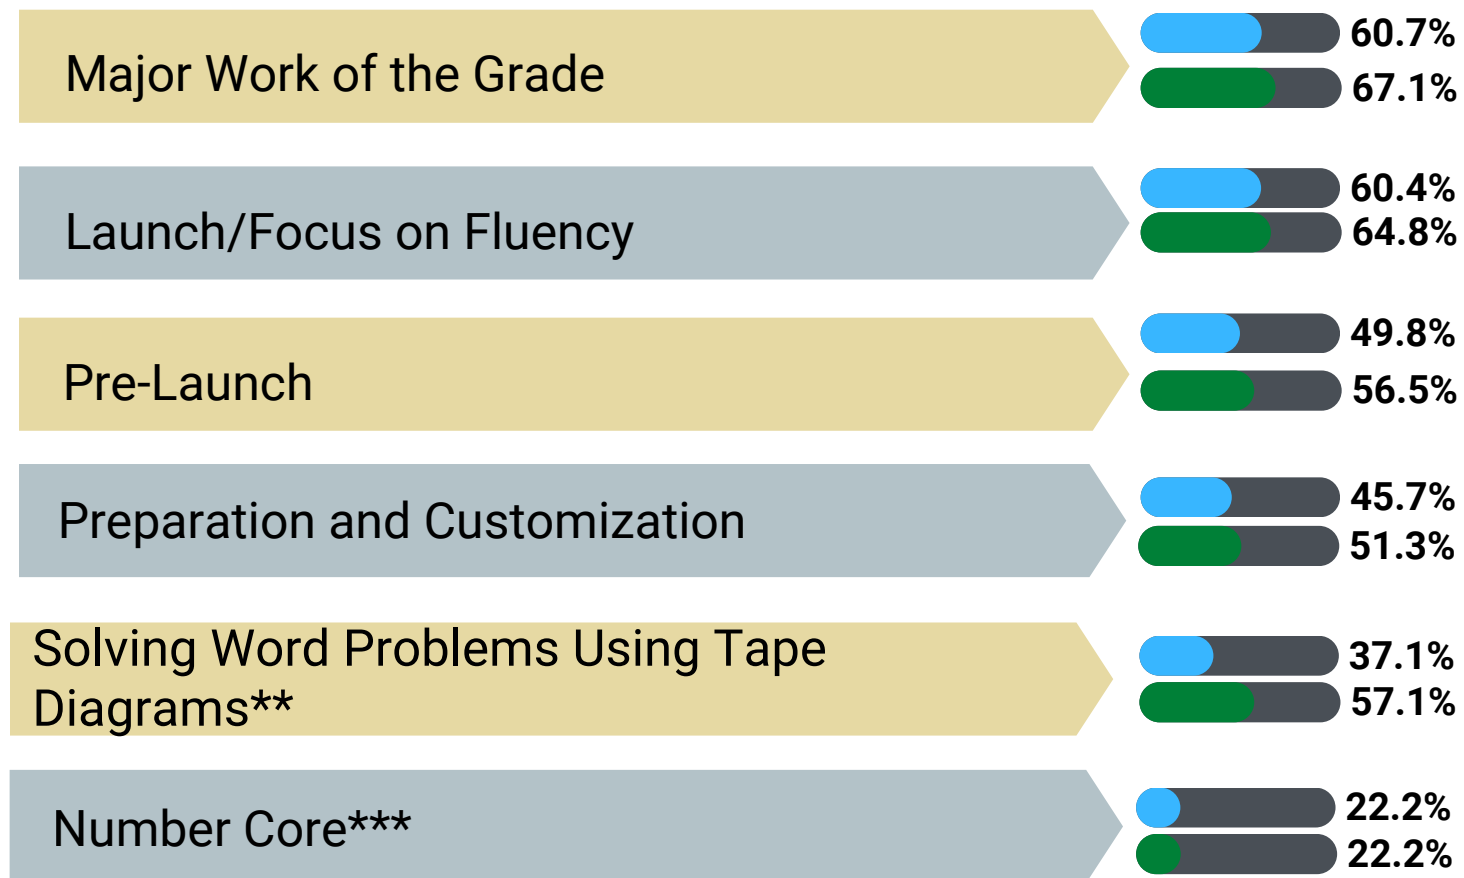 Major Work of the Grade
60.7%
67.1%
Launch/Focus on Fluency
60.4%
64.8%
Pre-Launch
49.8%
56.5%
Preparation and Customization
45.7%
51.3%
Solving Word Problems Using Tape
Diagrams**
37.1%
57.1%
Number Core***
22.2%
22.2%